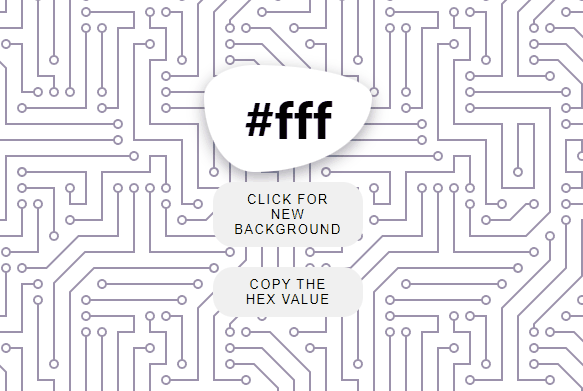 #fff
CLICK FOR
NEW
BACKGROUND
COPY THE
HEX VALUE